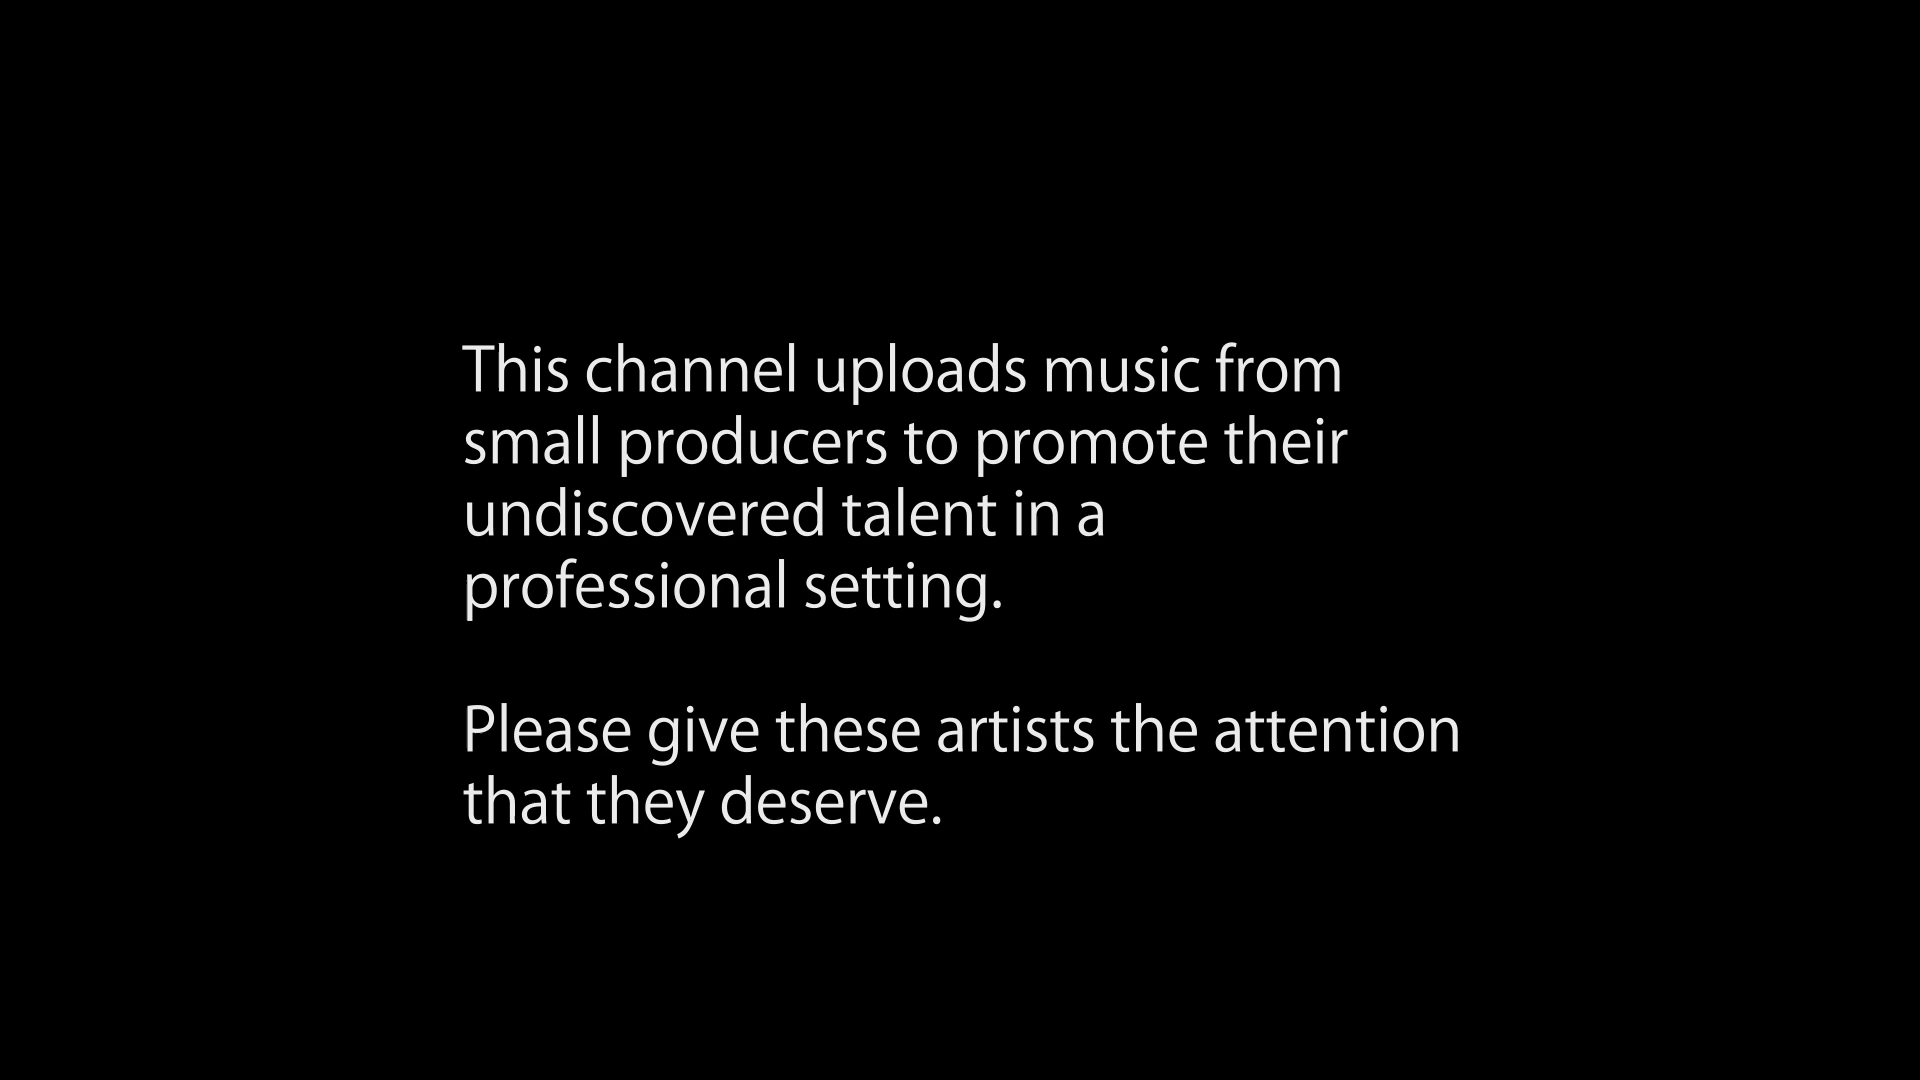 This channel uploads music from
small producers to promote their
undiscovered talent in a
professional setting.
Please give these artists the attention
that they deserve.